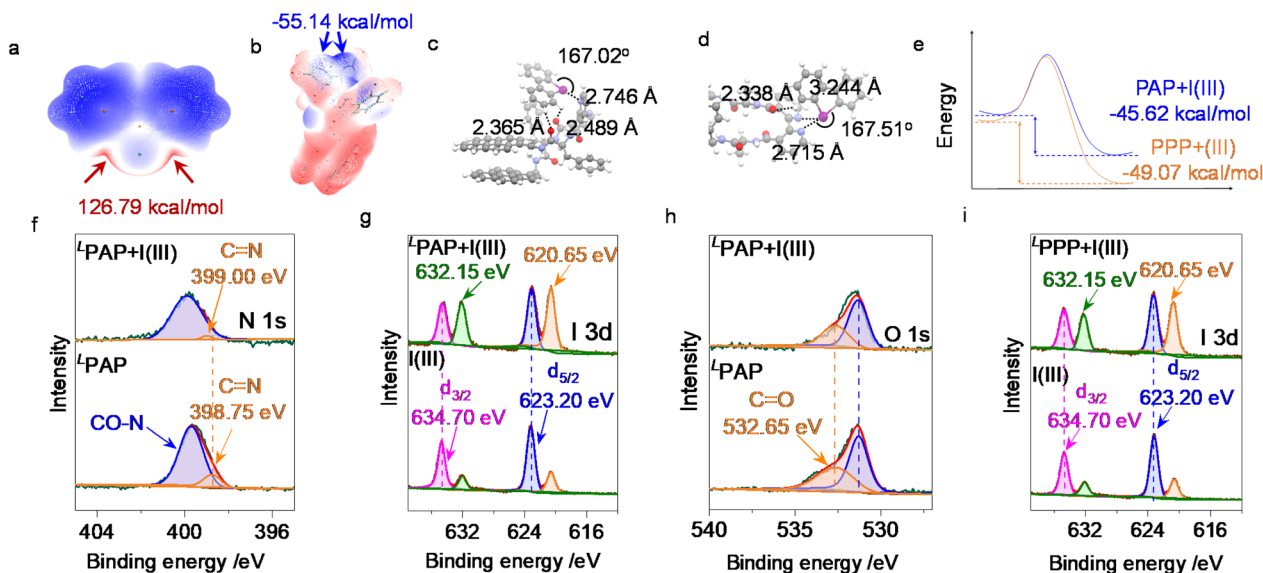 a
126.79 kcal/mol
b
-55.14 kcal/mol
c
167.02º
2.746 Å
2.365 Å
2.489 Å
d
2.338 Å
3.244 Å
167.51º
2.715 Å
e
Energy
PAP+I(III)
-45.62 kcal/mol
PPP+(III)
-49.07 kcal/mol
f
LPAP+I(III)
C=N
399.00 eV
N 1s
LPAP
C=N
CO-N
398.75 eV
Intensity
404
400
396
Binding energy /eV
g
LPAP+I(III)
632.15 eV
620.65 eV
I 3d
I(III)
d3/2
d5/2
634.70 eV
623.20 eV
Intensity
632
624
616
Binding energy /eV
h
LPAP+I(III)
O 1s
LPAP
C=O
532.65 eV
Intensity
540
535
530
Binding energy /eV
i
LPPP+I(III)
632.15 eV
620.65 eV
I 3d
I(III)
d3/2
d5/2
634.70 eV
623.20 eV
Intensity
632
624
616
Binding energy /eV